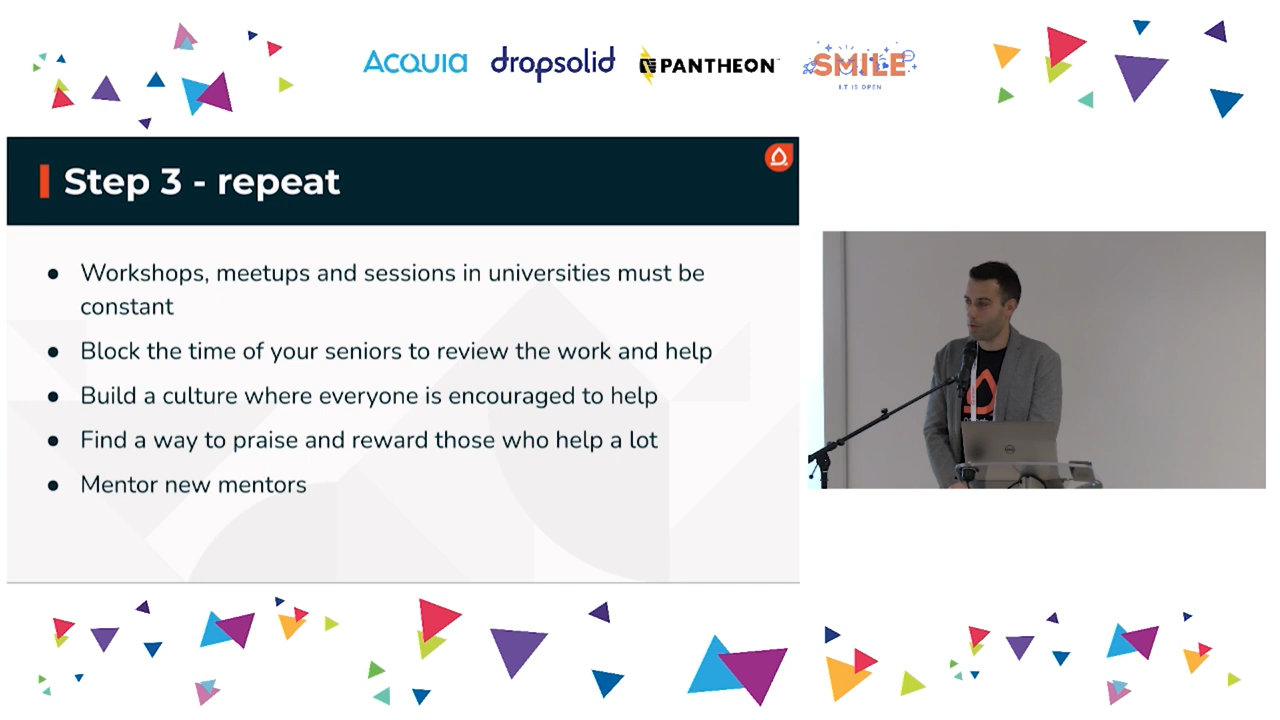 ACQUIA
dropsolid
PANTHEON
SMILE
I.T IS OPEN
Step 3 - repeat
● Workshops, meetups and sessions in universities must be
constant
● Block the time of your seniors to review the work and help
● Build a culture where everyone is encouraged to help
● Find a way to praise and reward those who help a lot
● Mentor new mentors
DELL